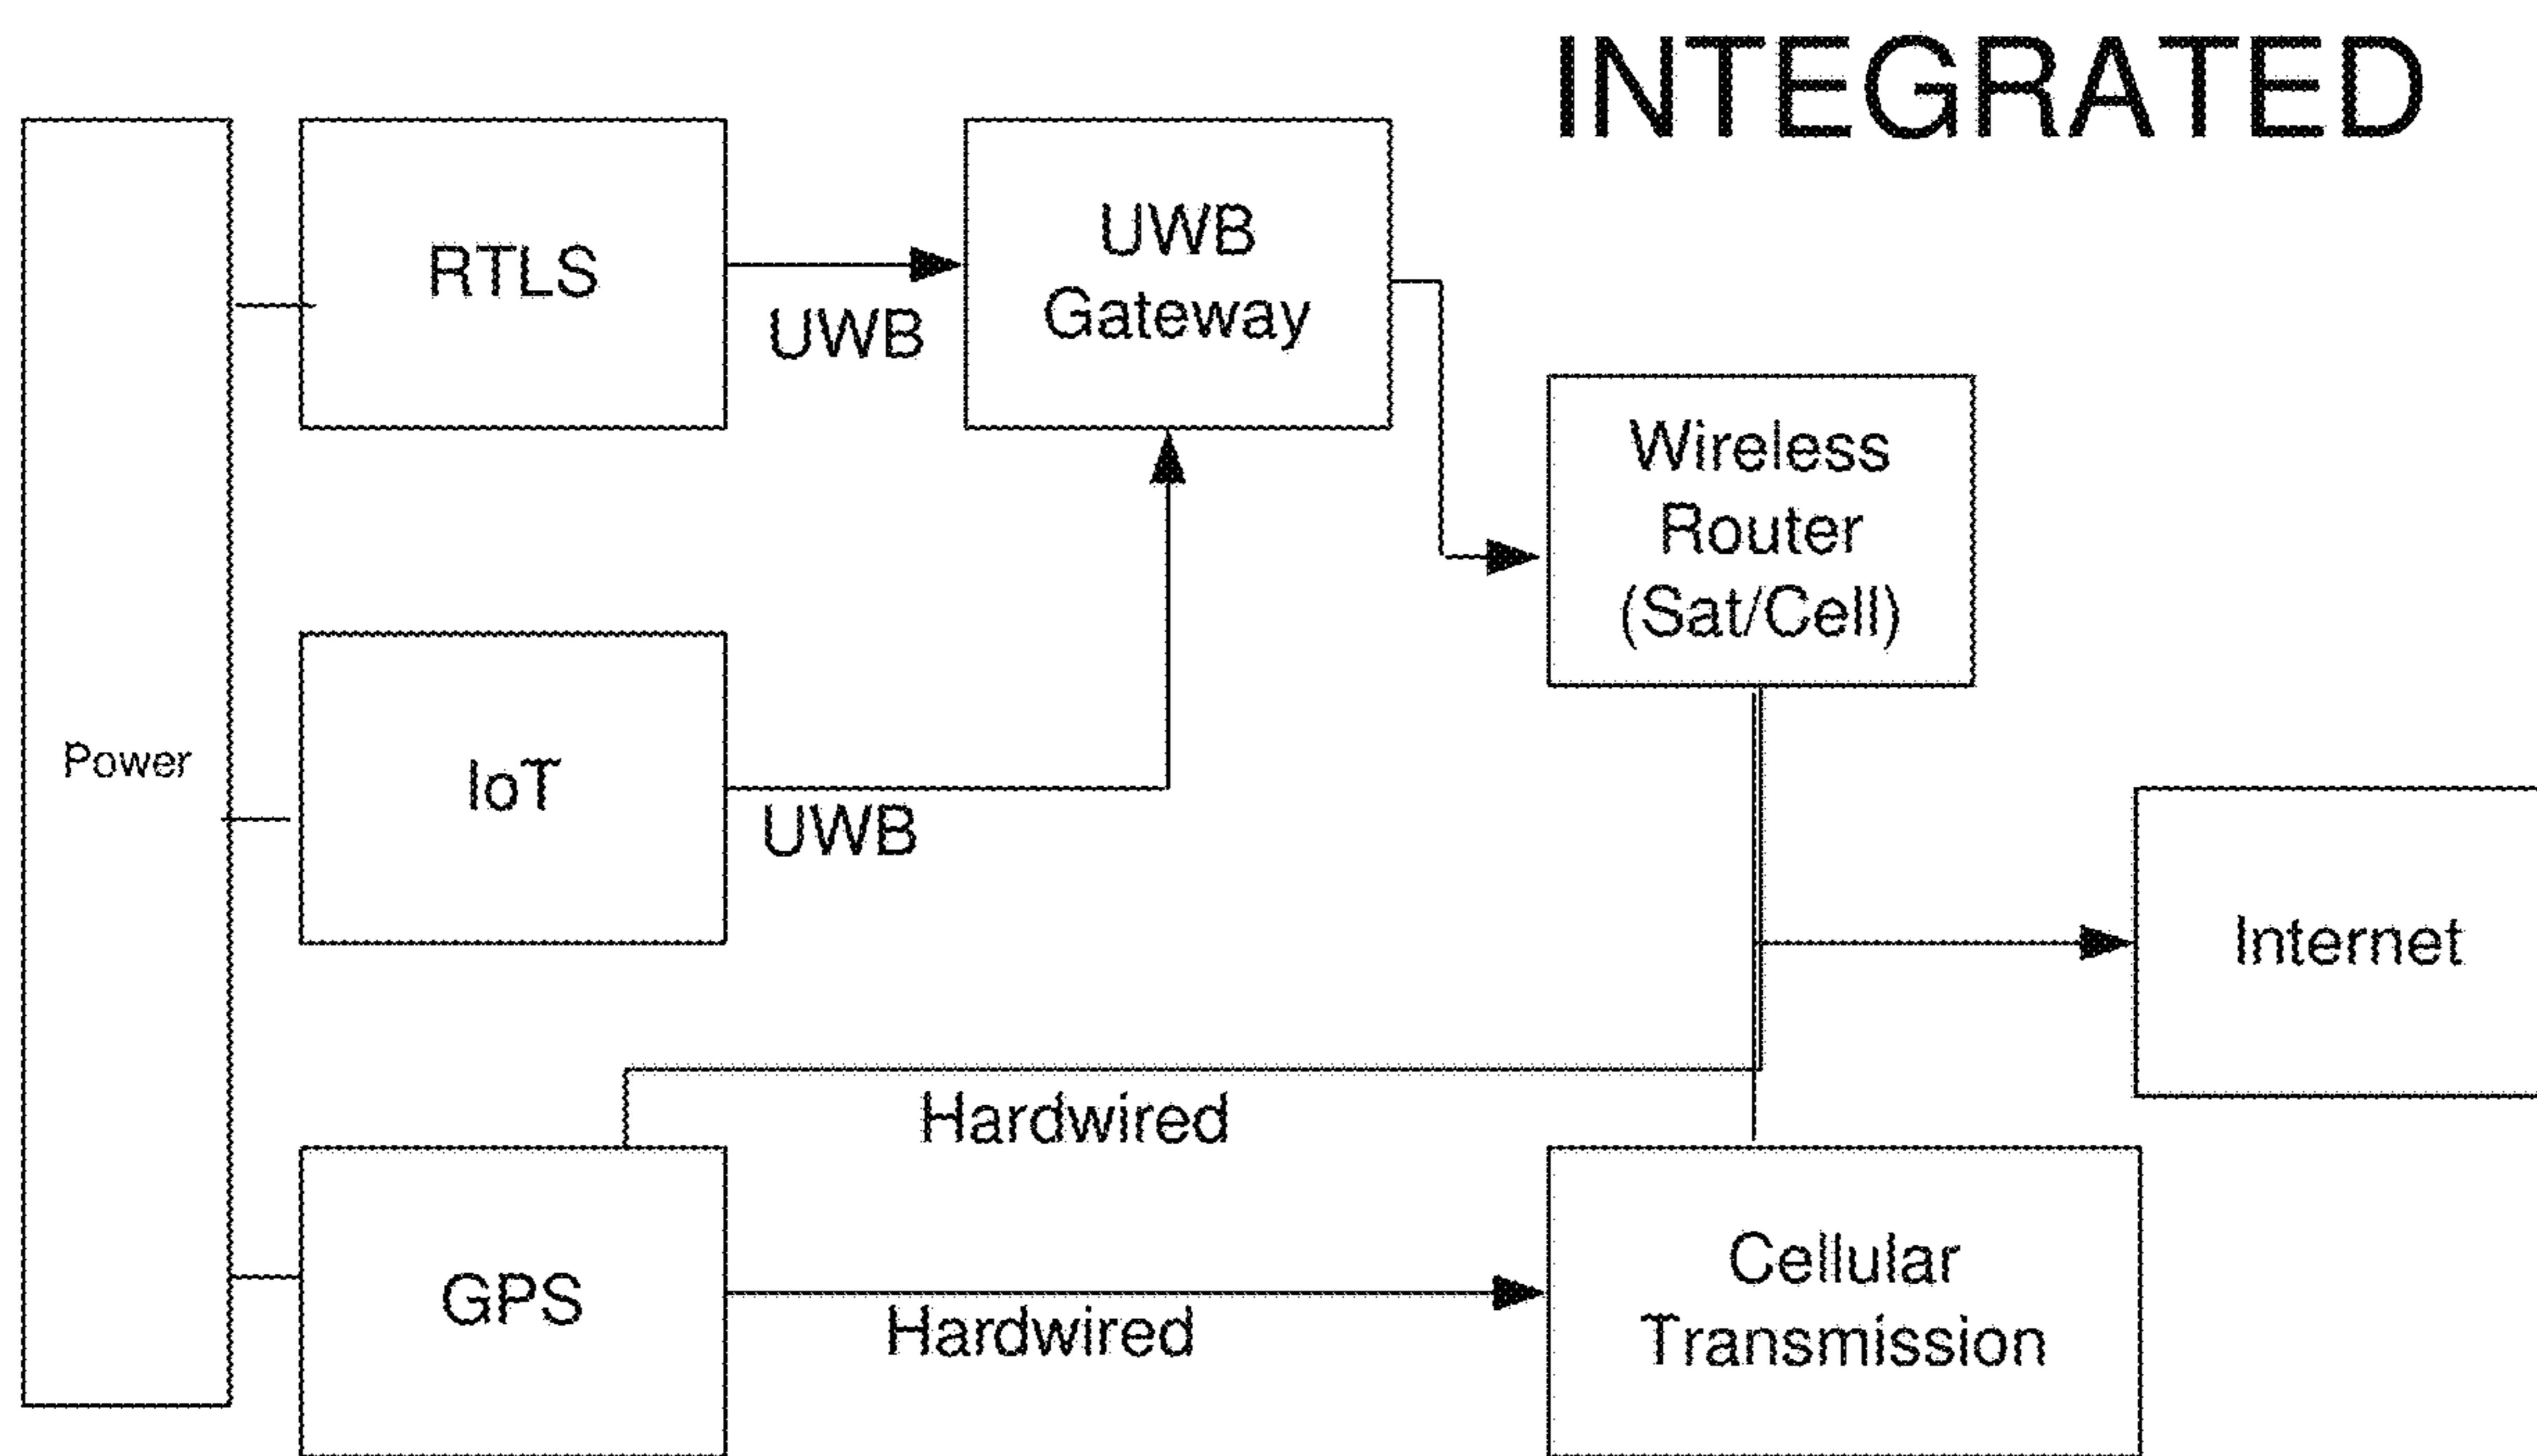 INTEGRATED
RTLS
UWB
UWB
Gateway
Wireless
Router
(Sat/Cell)
Power
IoT
UWB
Internet
Hardwired
GPS
Hardwired
Cellular
Transmission